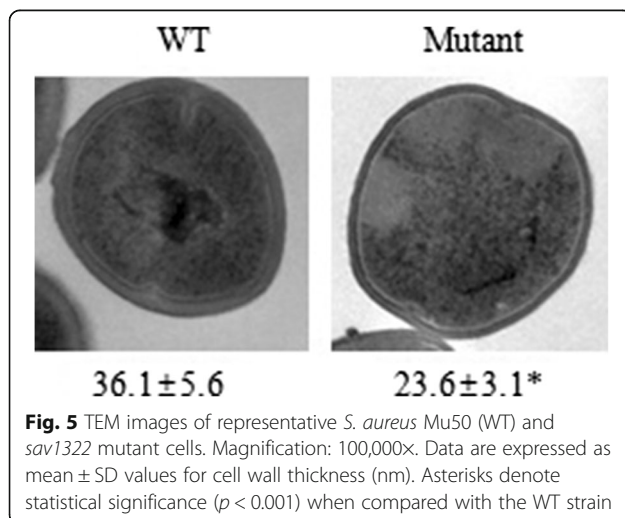 WT Mutant
36.1±5.6 23.6±3.1*
Fig. 5 TEM images of representative S. aureus Mu50 (WT) and
sav1322 mutant cells. Magnification: 100,000×. Data are expressed as
mean ± SD values for cell wall thickness (nm). Asterisks denote
statistical significance (p < 0.001) when compared with the WT strain